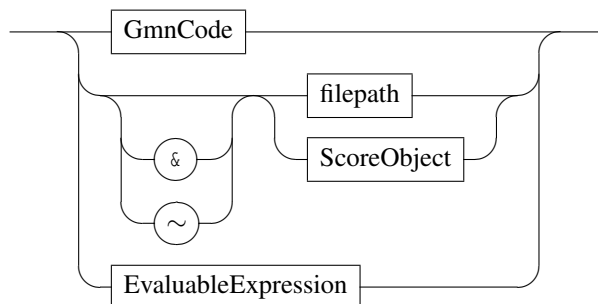 GmnCode
filepath
&
ScoreObject
~
EvaluableExpression